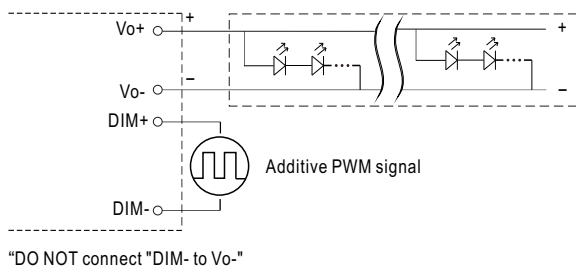 Vo+ + +
Vo- − −
DIM+
Additive PWM signal
DIM-
“DO NOT connect "DIM- to Vo-"